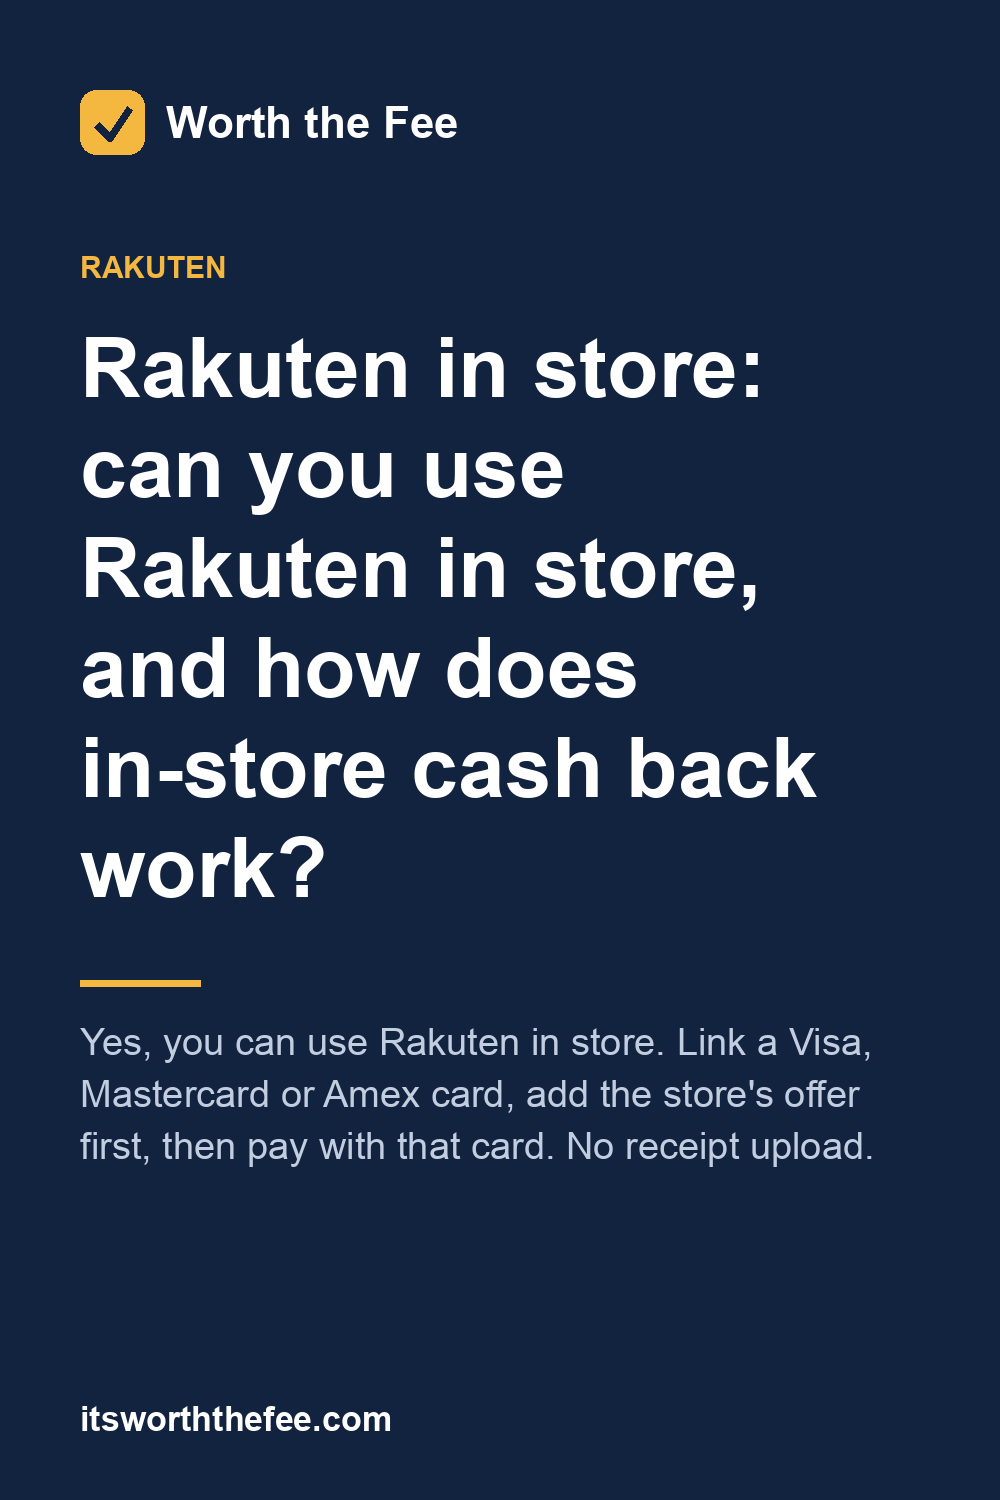 Worth the Fee
RAKUTEN
Rakuten in store:
can you use
Rakuten in store,
and how does
in-store cash back
work?
Yes, you can use Rakuten in store. Link a Visa,
Mastercard or Amex card, add the store's offer
first, then pay with that card. No receipt upload.
itsworththefee.com